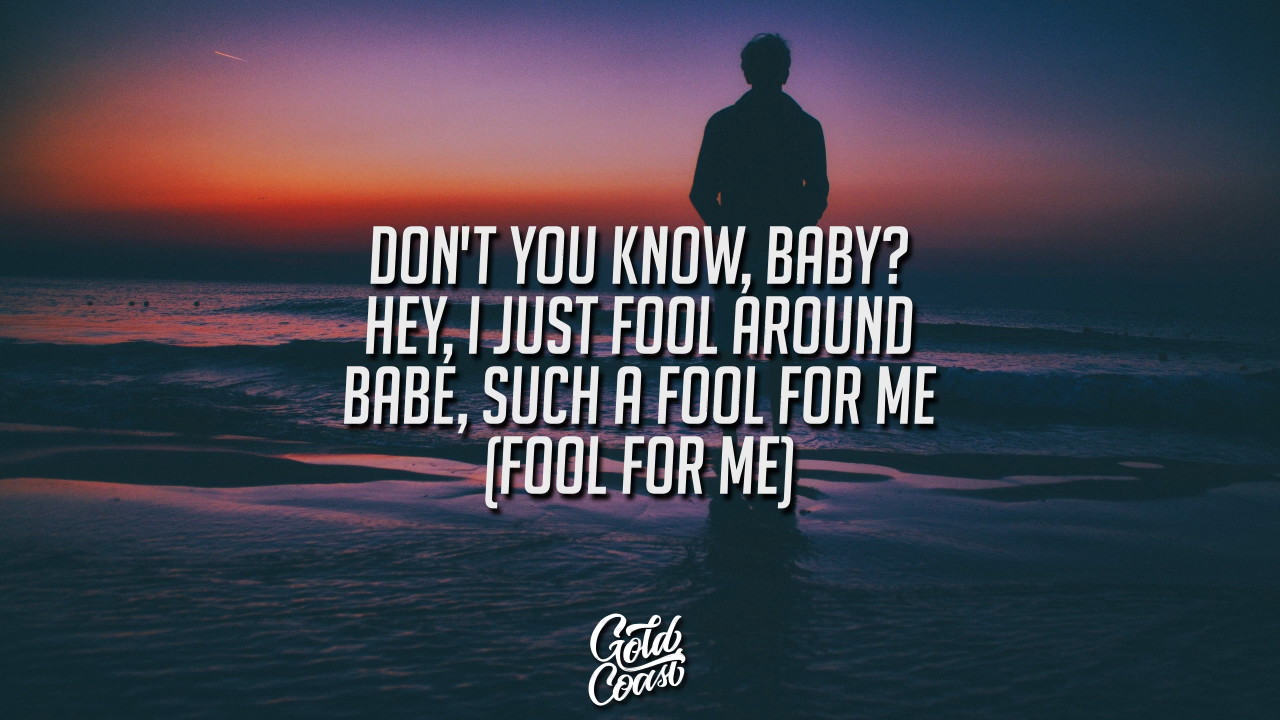 DON'T YOU KNOW, BABY?
HEY, I JUST FOOL AROUND
BABE, SUCH A FOOL FOR ME
(FOOL FOR ME)
Gold
Coast